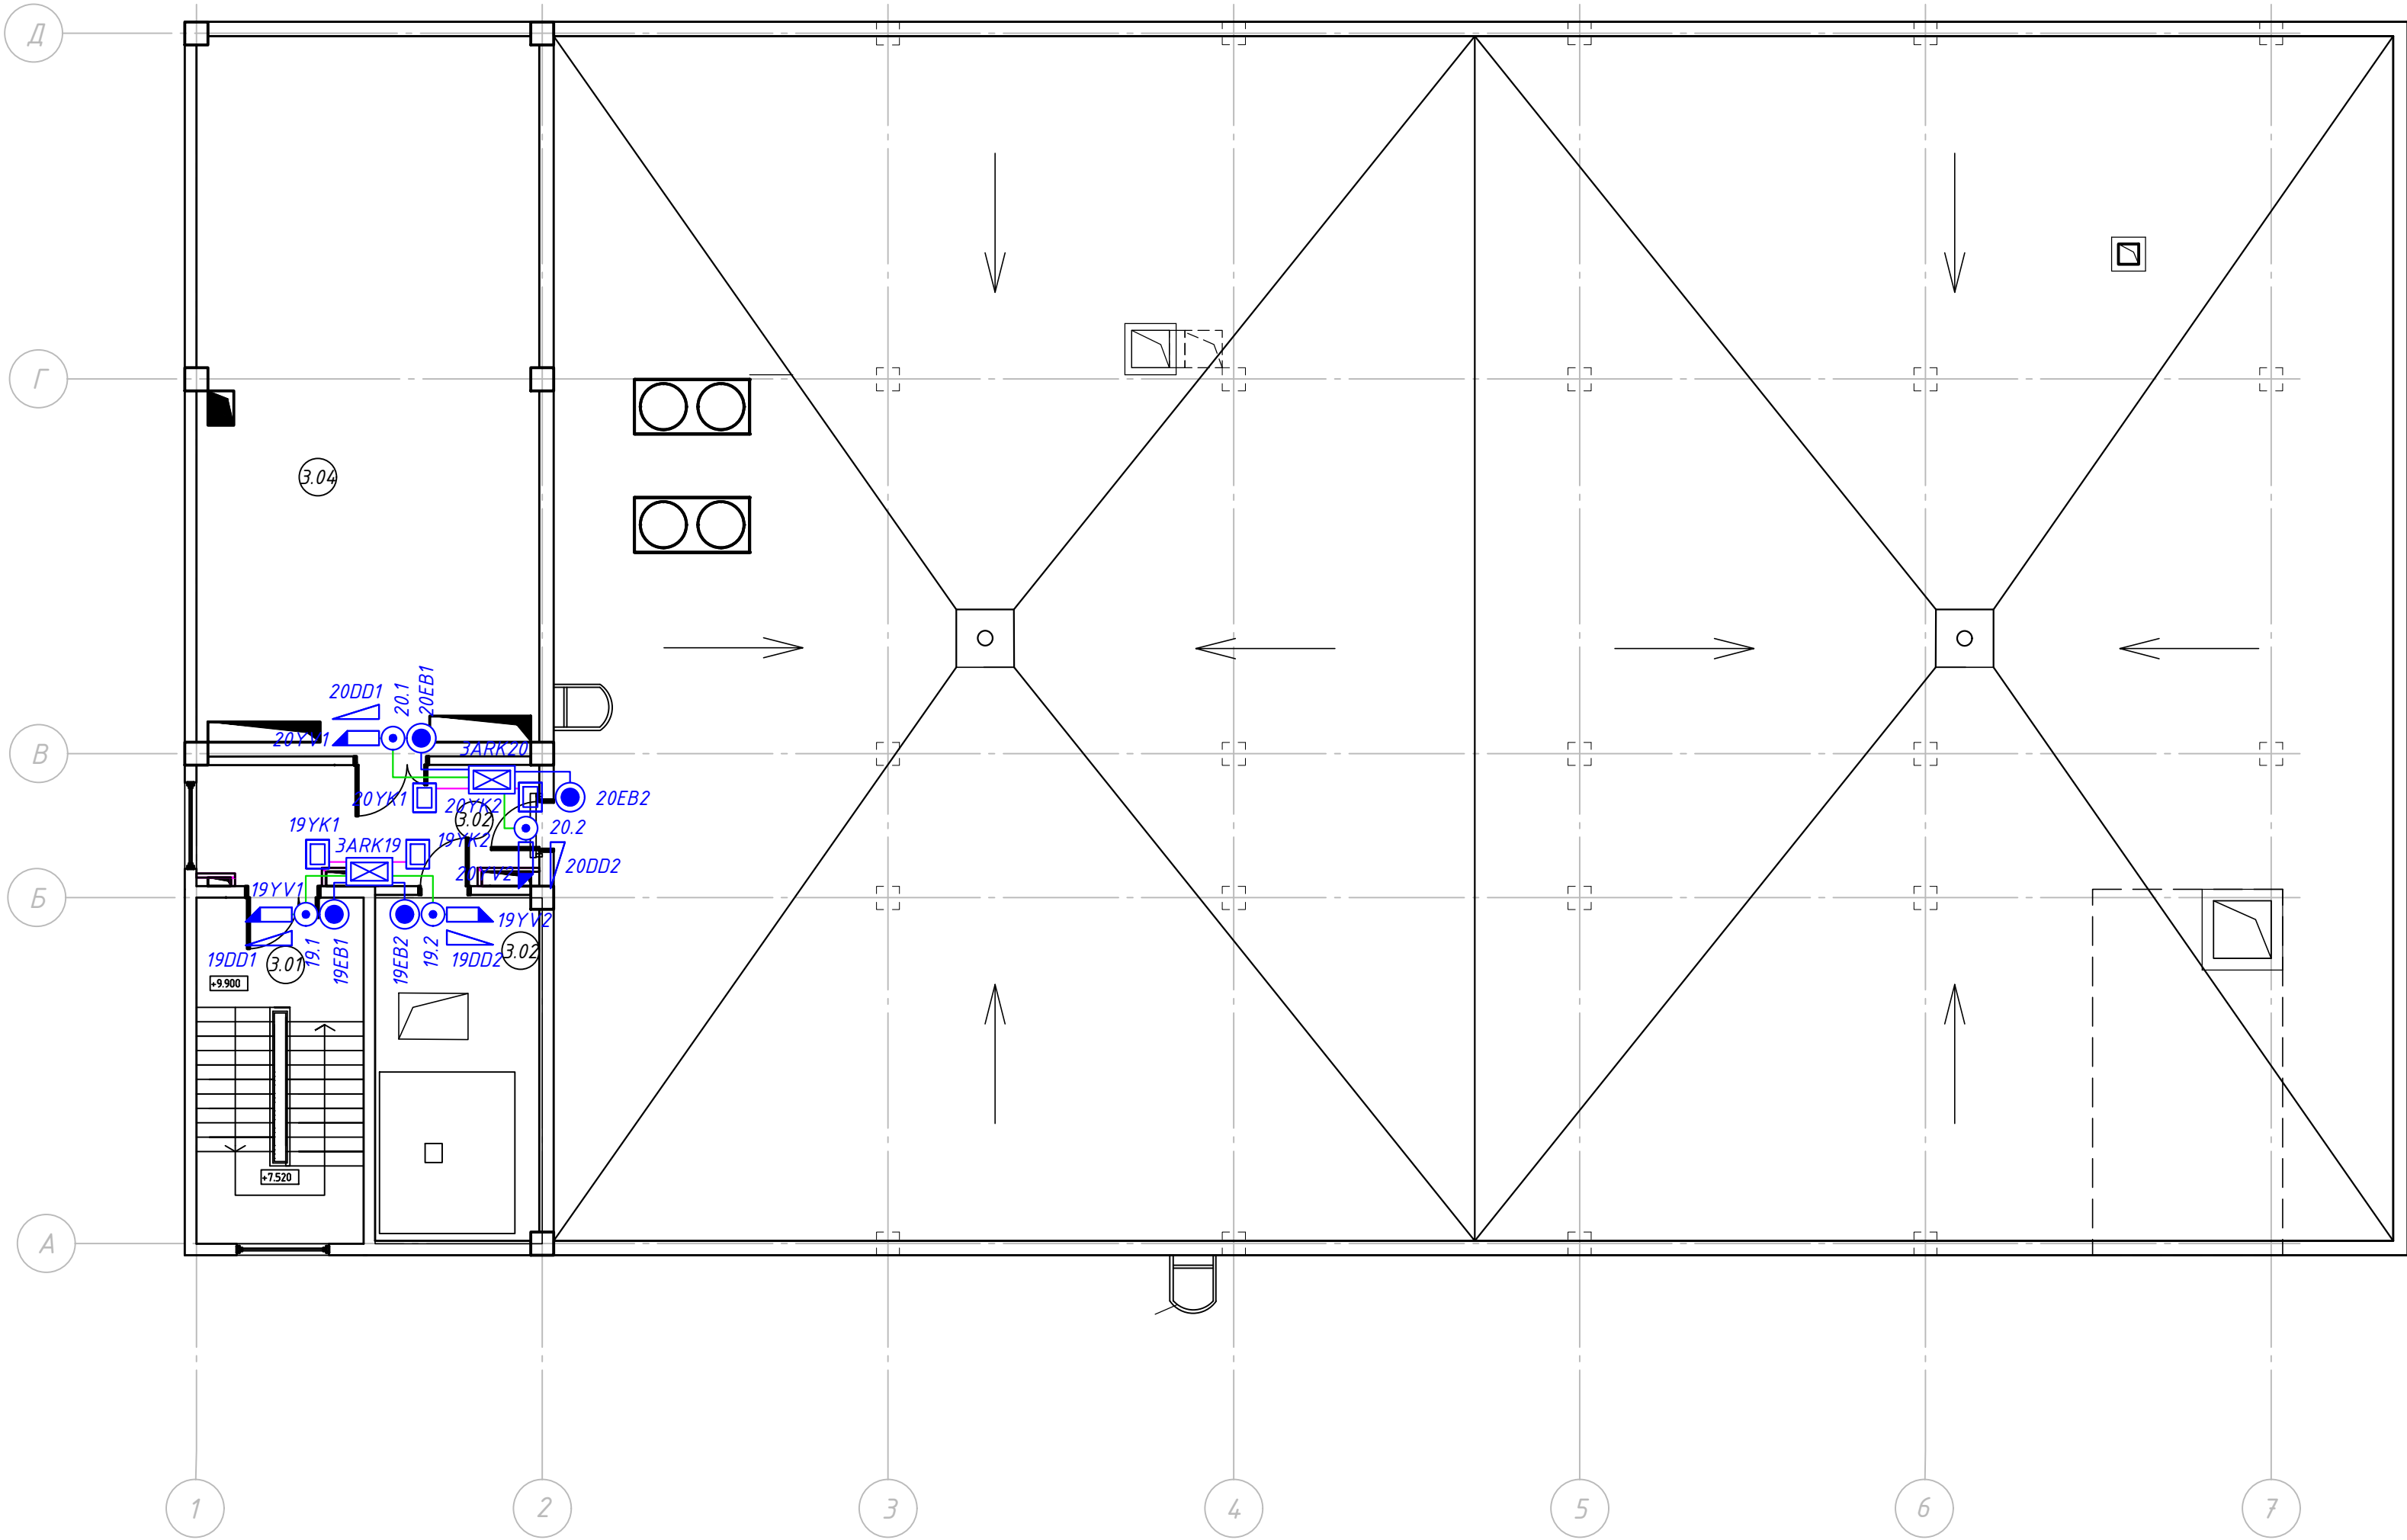 Д
Г
3.04
20DD1
20.1
20EB1
20YV1
3ARK20
В
20YK1
20YK2
20EB2
3.02
19YK1
20.2
3ARK19
19YK2
20DD2
20YV2
19YV1
Б
19YV2
19DD1
3.01
19.1
19EB1
19EB2
19.2
19DD2
3.02
+9.900
+7.520
А
1
2
3
4
5
6
7